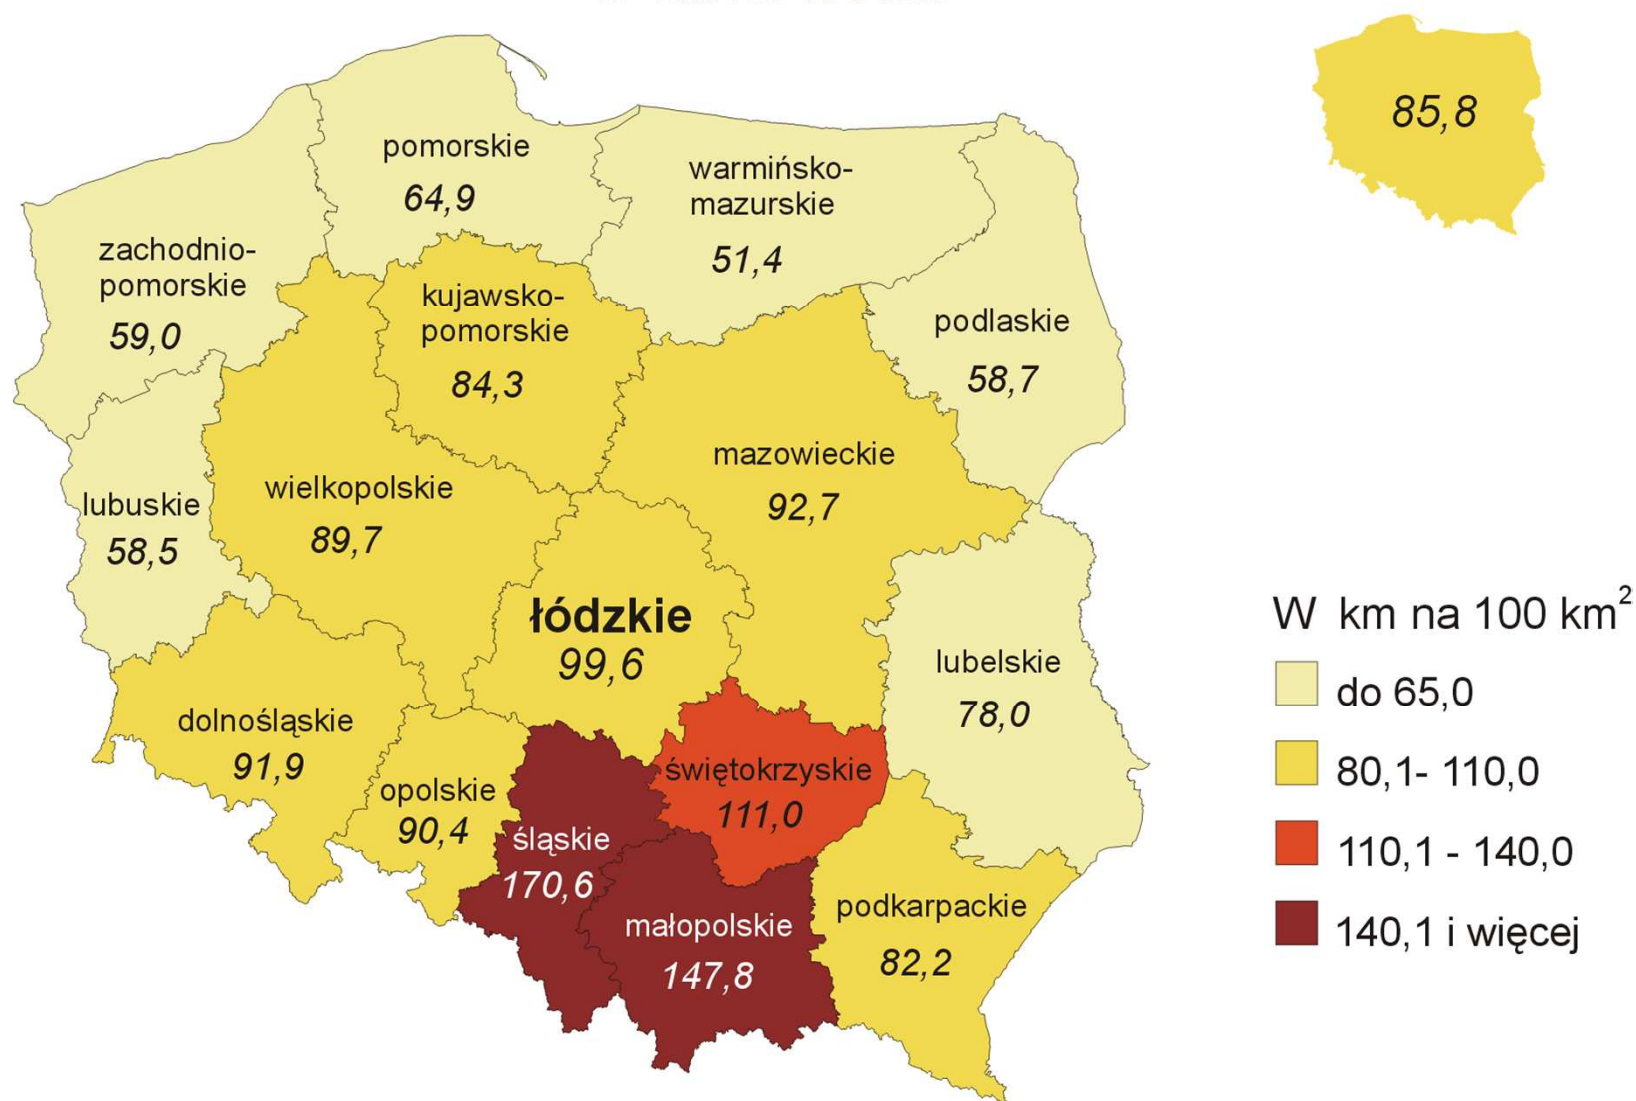 85,8
pomorskie
64,9
warmińsko-
mazurskie
51,4
zachodnio-
pomorskie
59,0
kujawsko-
pomorskie
84,3
podlaskie
58,7
mazowieckie
92,7
wielkopolskie
89,7
lubuskie
58,5
łódzkie
99,6
lubelskie
78,0
dolnośląskie
91,9
opolskie
90,4
świętokrzyskie
111,0
śląskie
170,6
małopolskie
147,8
podkarpackie
82,2
W km na 100 km²
do 65,0
80,1- 110,0
110,1 - 140,0
140,1 i więcej